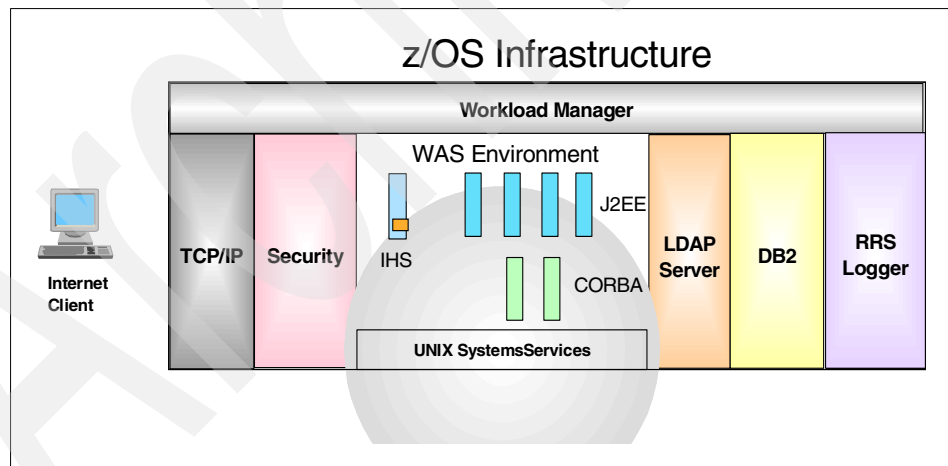 z/OS Infrastructure
Workload Manager
WAS Environment
J2EE
IHS
CORBA
UNIX SystemsServices
TCP/IP
Security
LDAP
Server
DB2
RRS
Logger
Internet
Client